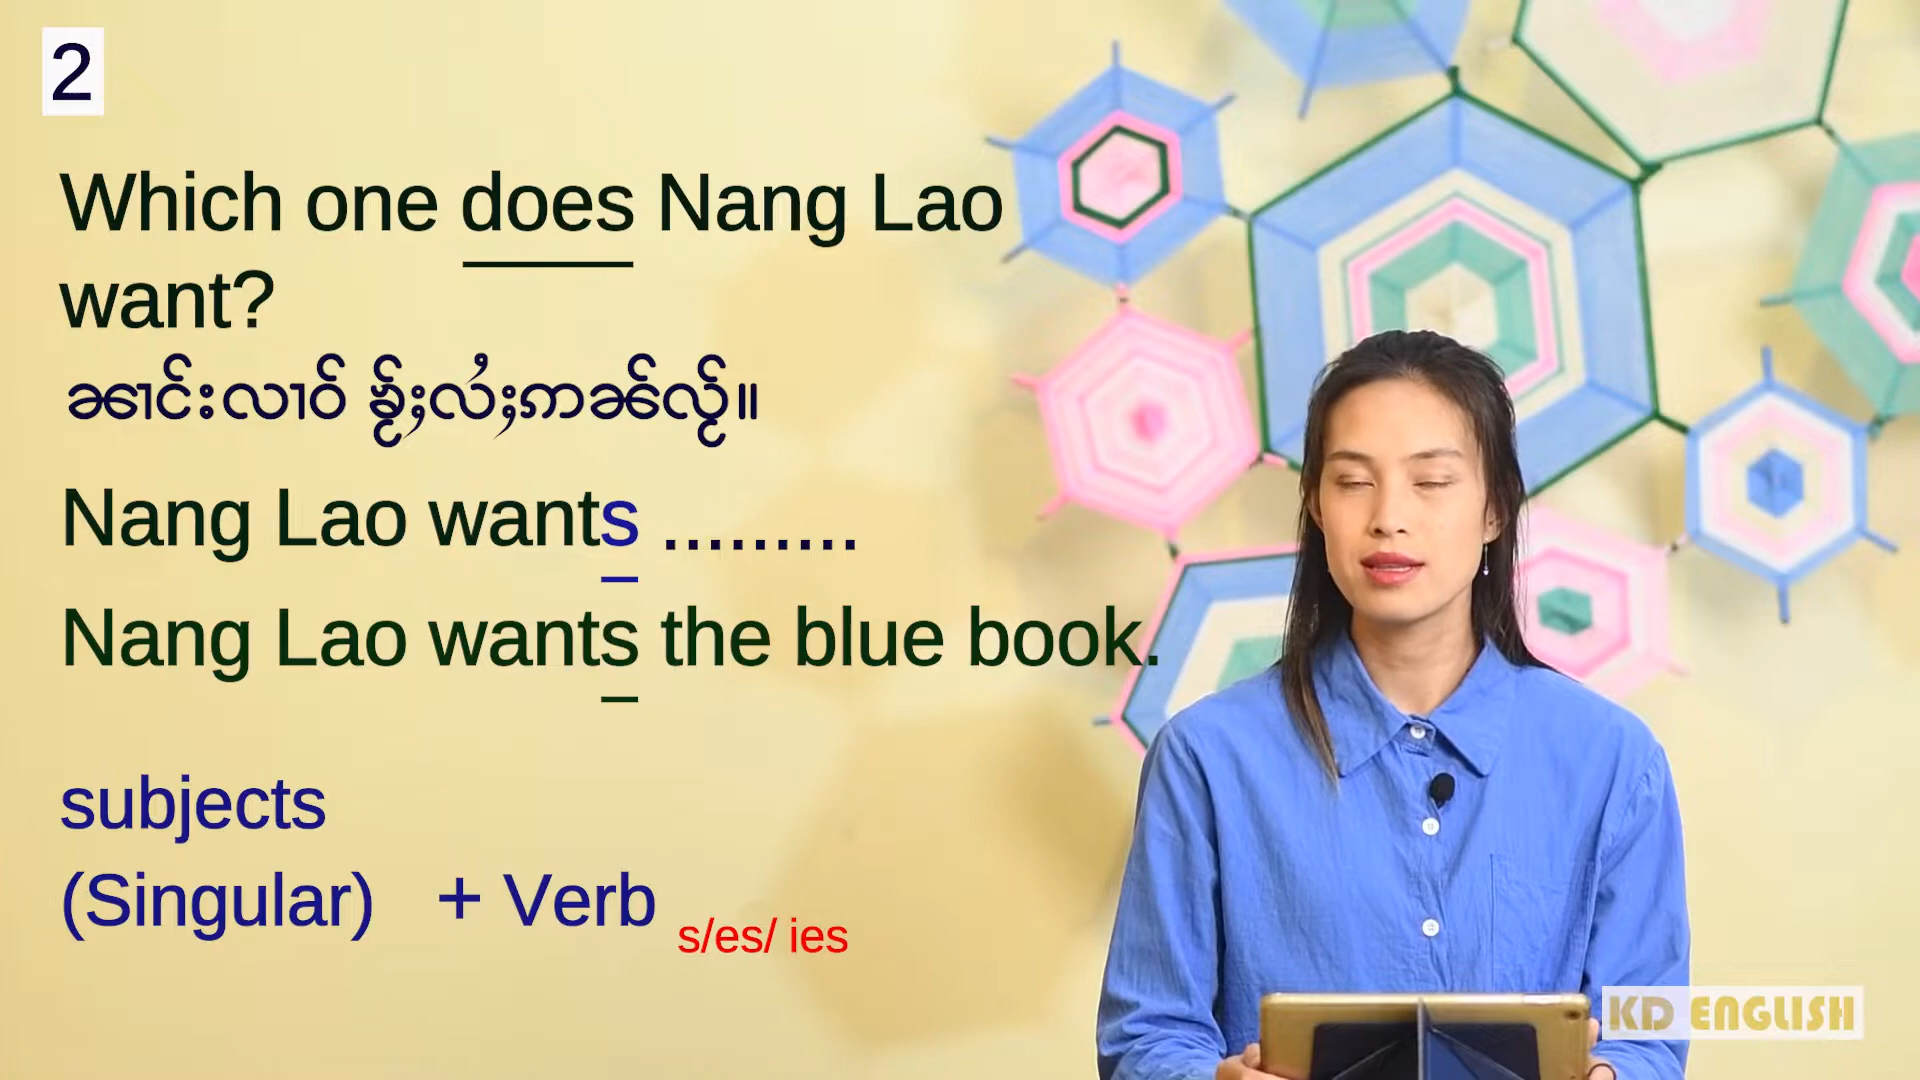 2
Which one does Nang Lao
want?
ၼၢင်းလၢဝ် ၶႂ်ႈလႆႈဢၼ်လႂ်။
Nang Lao wants .........
Nang Lao wants the blue book.
subjects
(Singular) + Verb s/es/ ies
KD ENGLISH